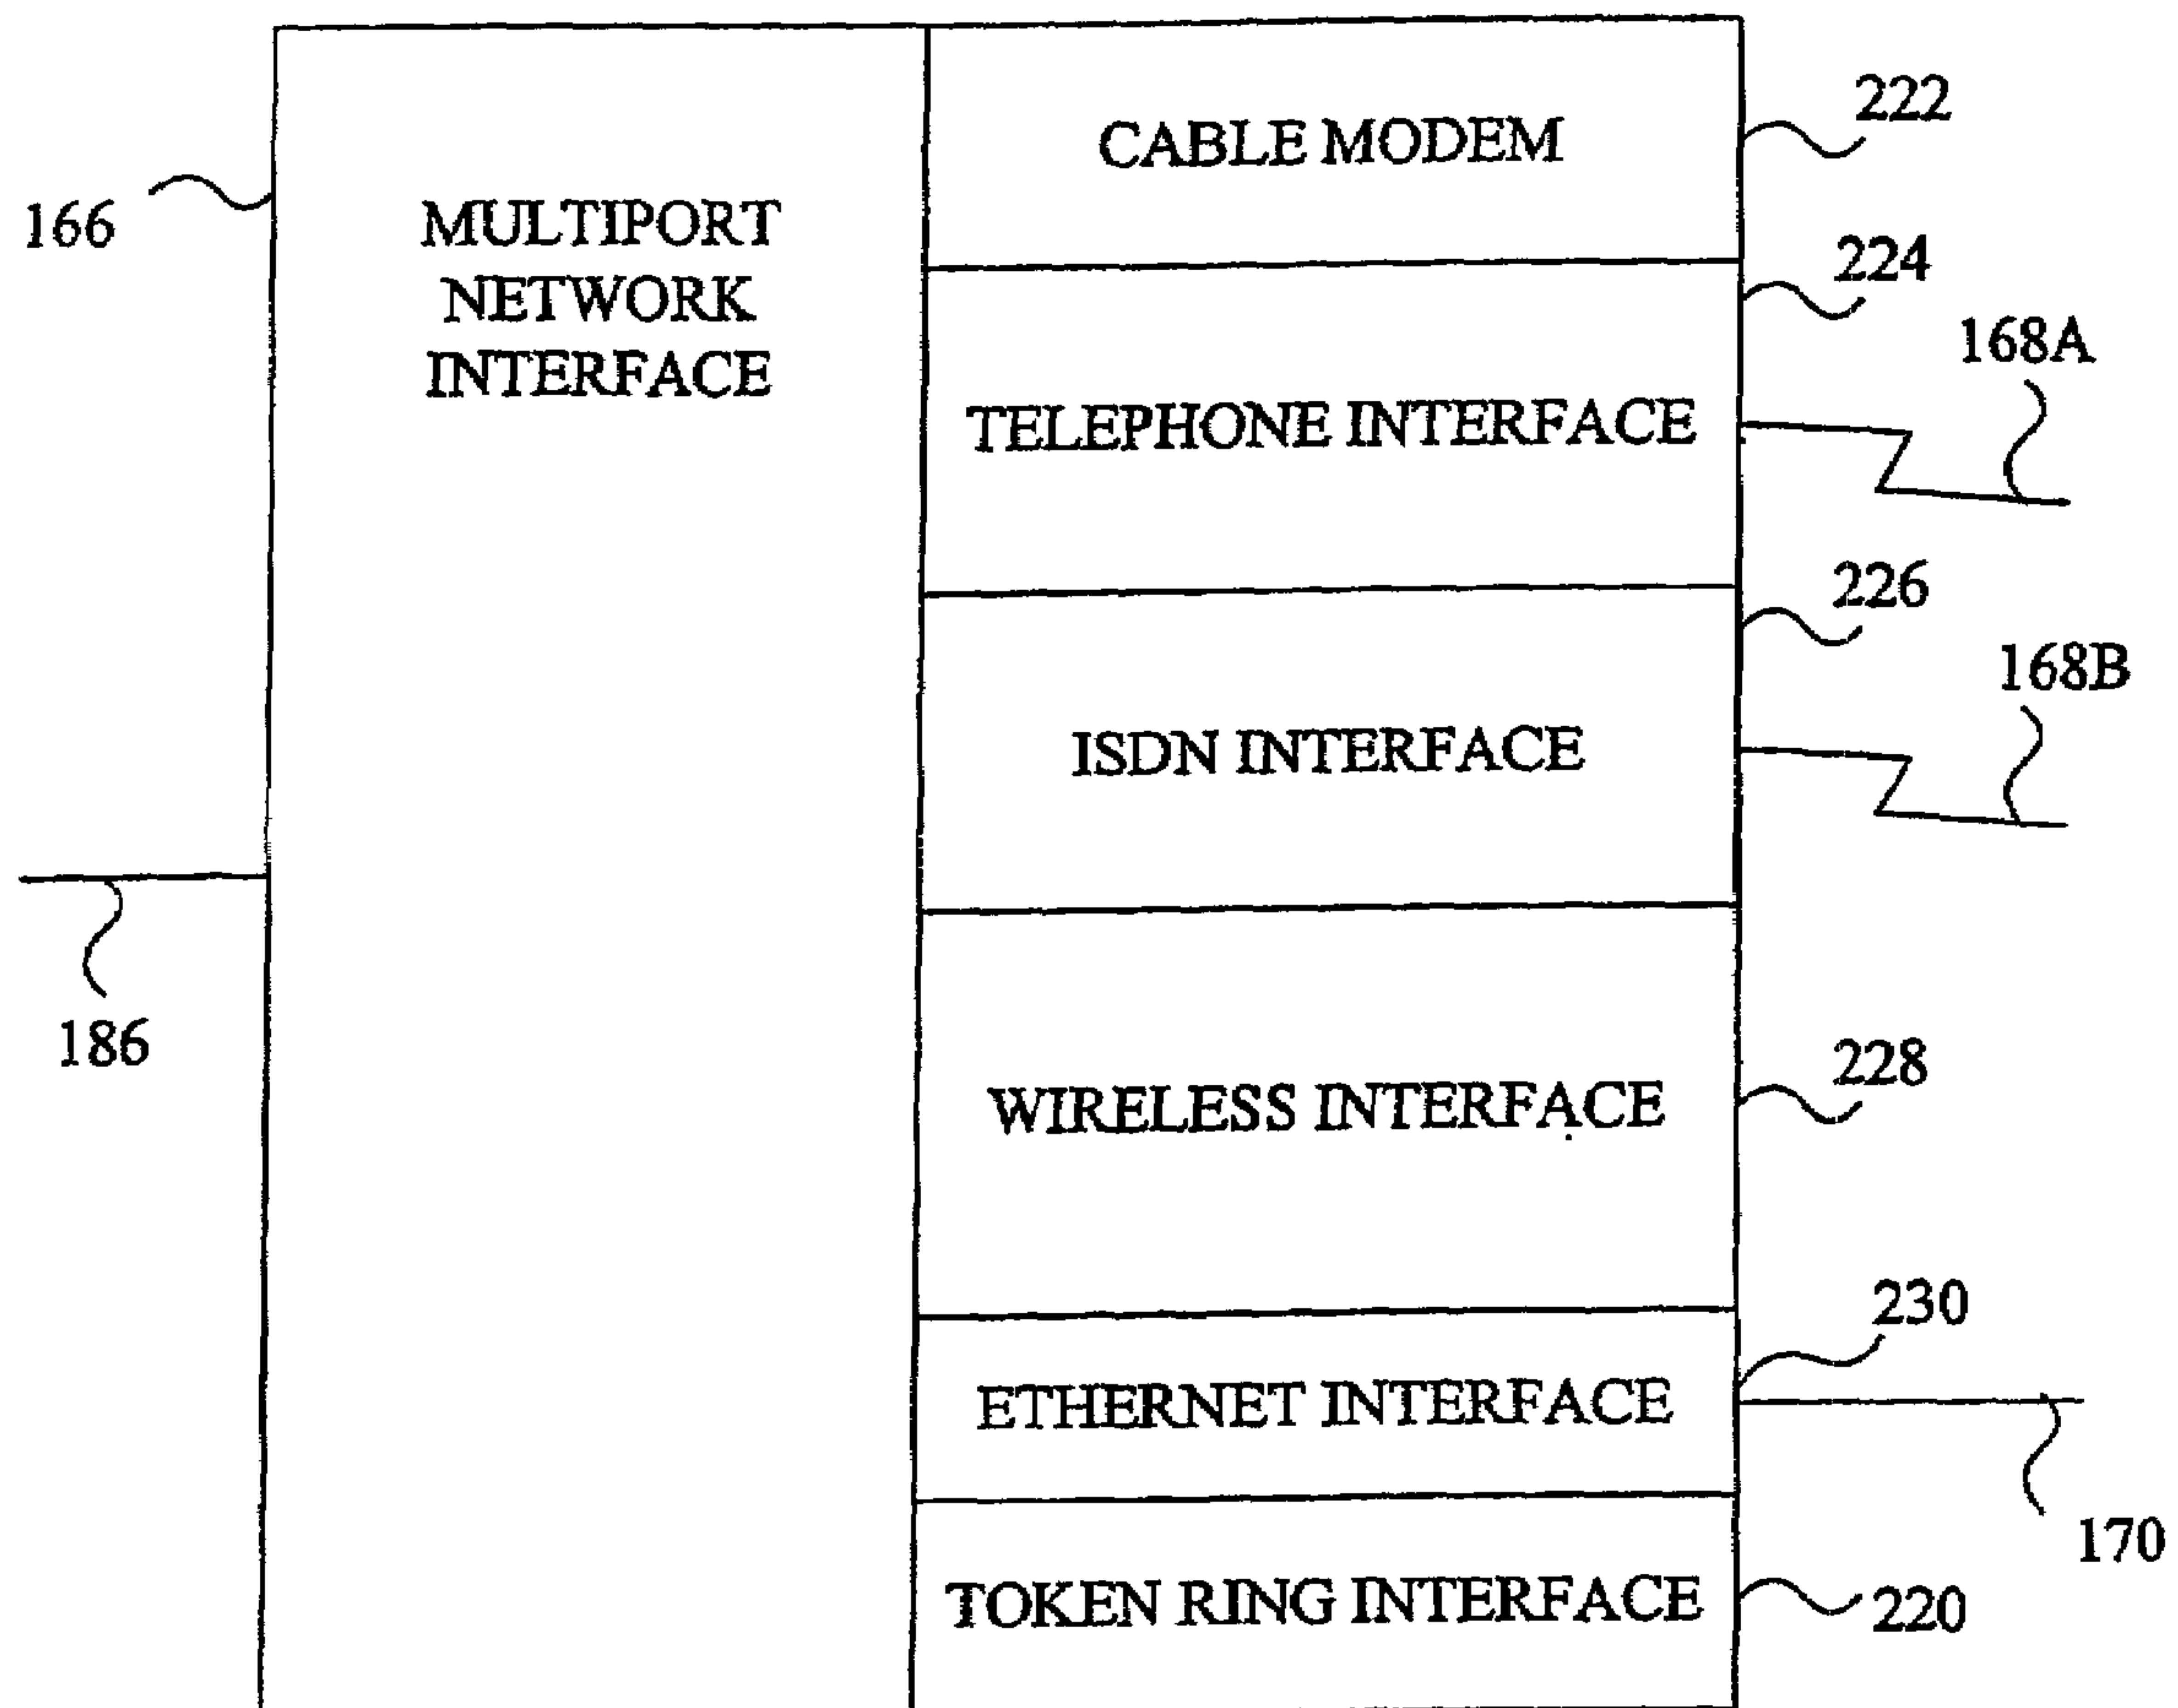 222
CABLE MODEM
166
MULTIPORT
NETWORK
INTERFACE
224
168A
TELEPHONE INTERFACE
226
168B
ISDN INTERFACE
186
228
WIRELESS INTERFACE
230
ETHERNET INTERFACE
170
TOKEN RING INTERFACE
220